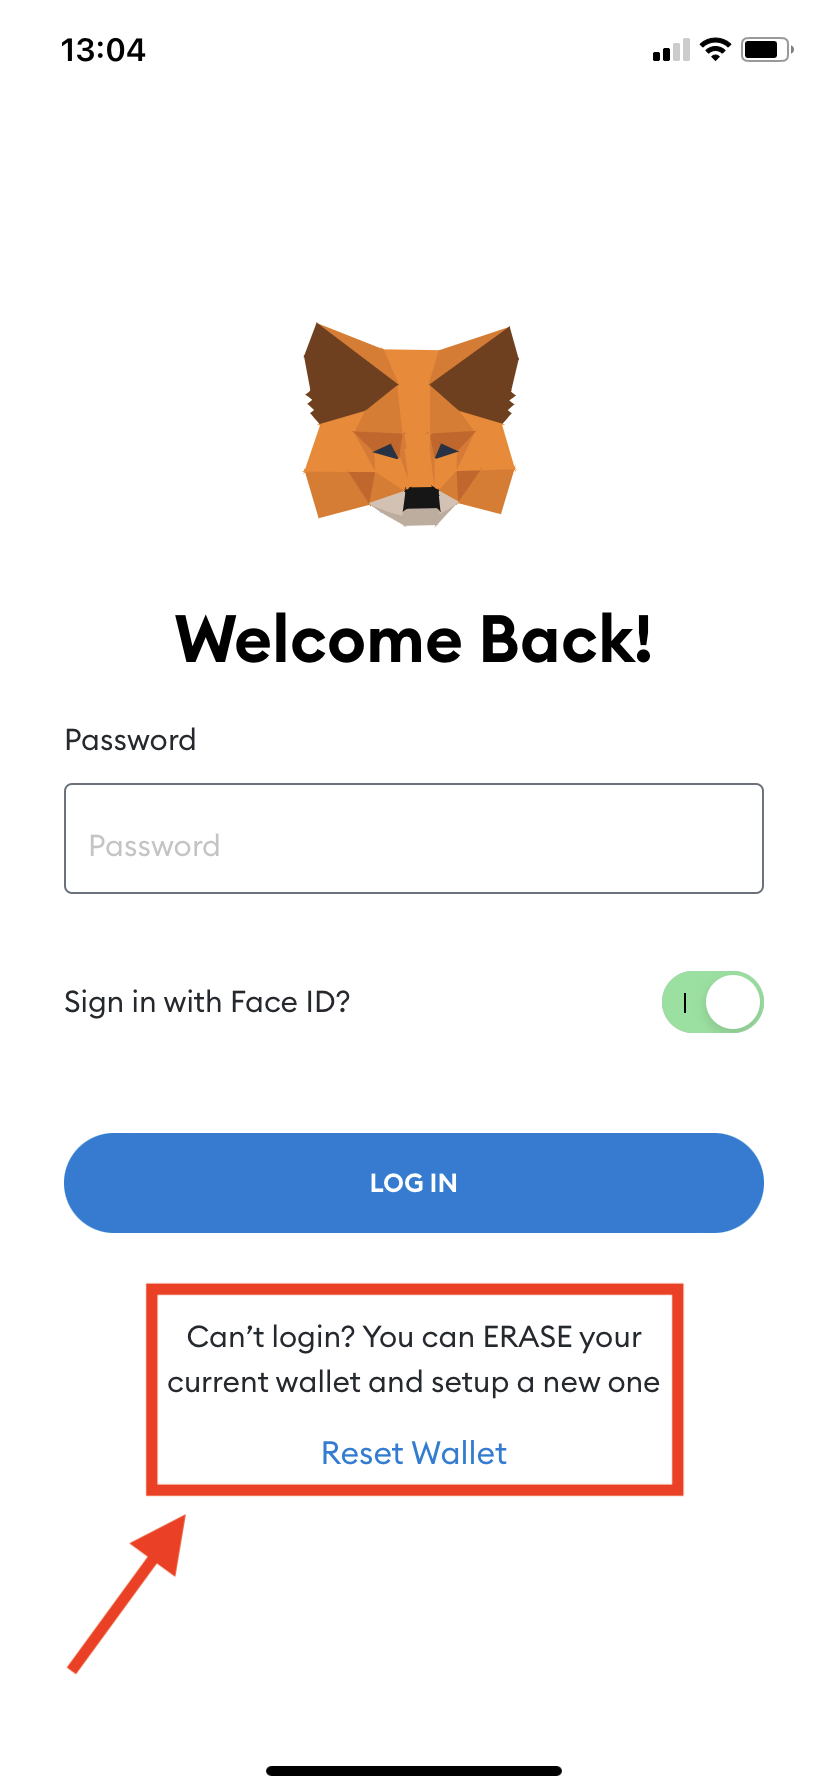 13:04
Welcome Back!
Password
Password
Sign in with Face ID?
LOG IN
Can’t login? You can ERASE your
current wallet and setup a new one
Reset Wallet